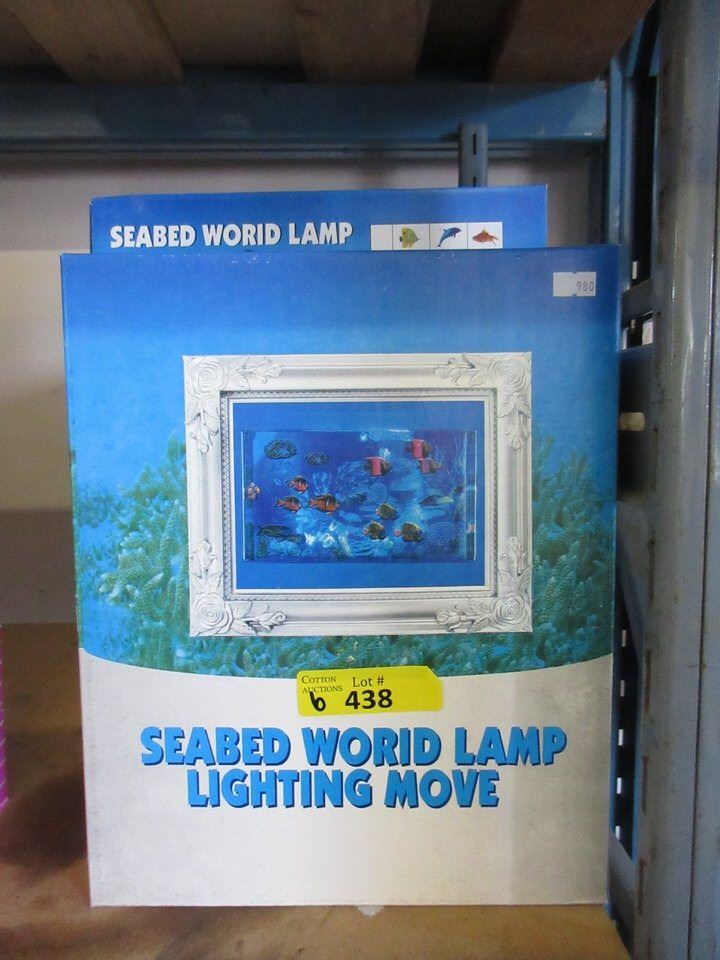 SEABED WORID LAMP
980
COTTON
AUCTIONS
Lot #
6 438
SEABED WORID LAMP
LIGHTING MOVE